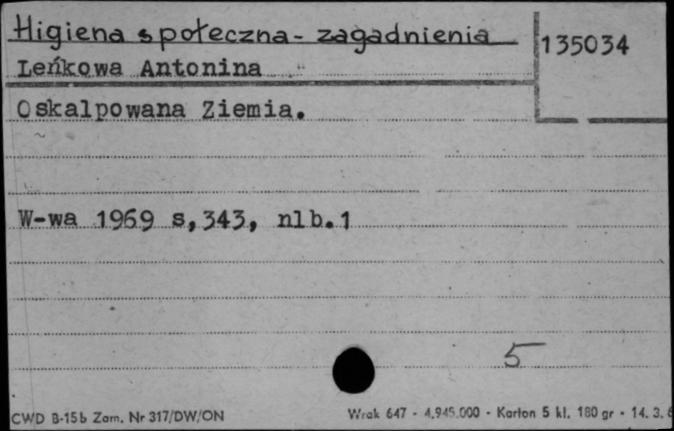 Higiena społeczna - zagadnienia
135034
Leńkowa Antonina
Oskalpowana Ziemia.
W-wa 1969 s,343, nlb.1
5
CWD B-15b Zam. Nr 317/DW/ON
Wrak 647 - 4.945.000 - Karton 5 kl. 180 gr - 14. 3.